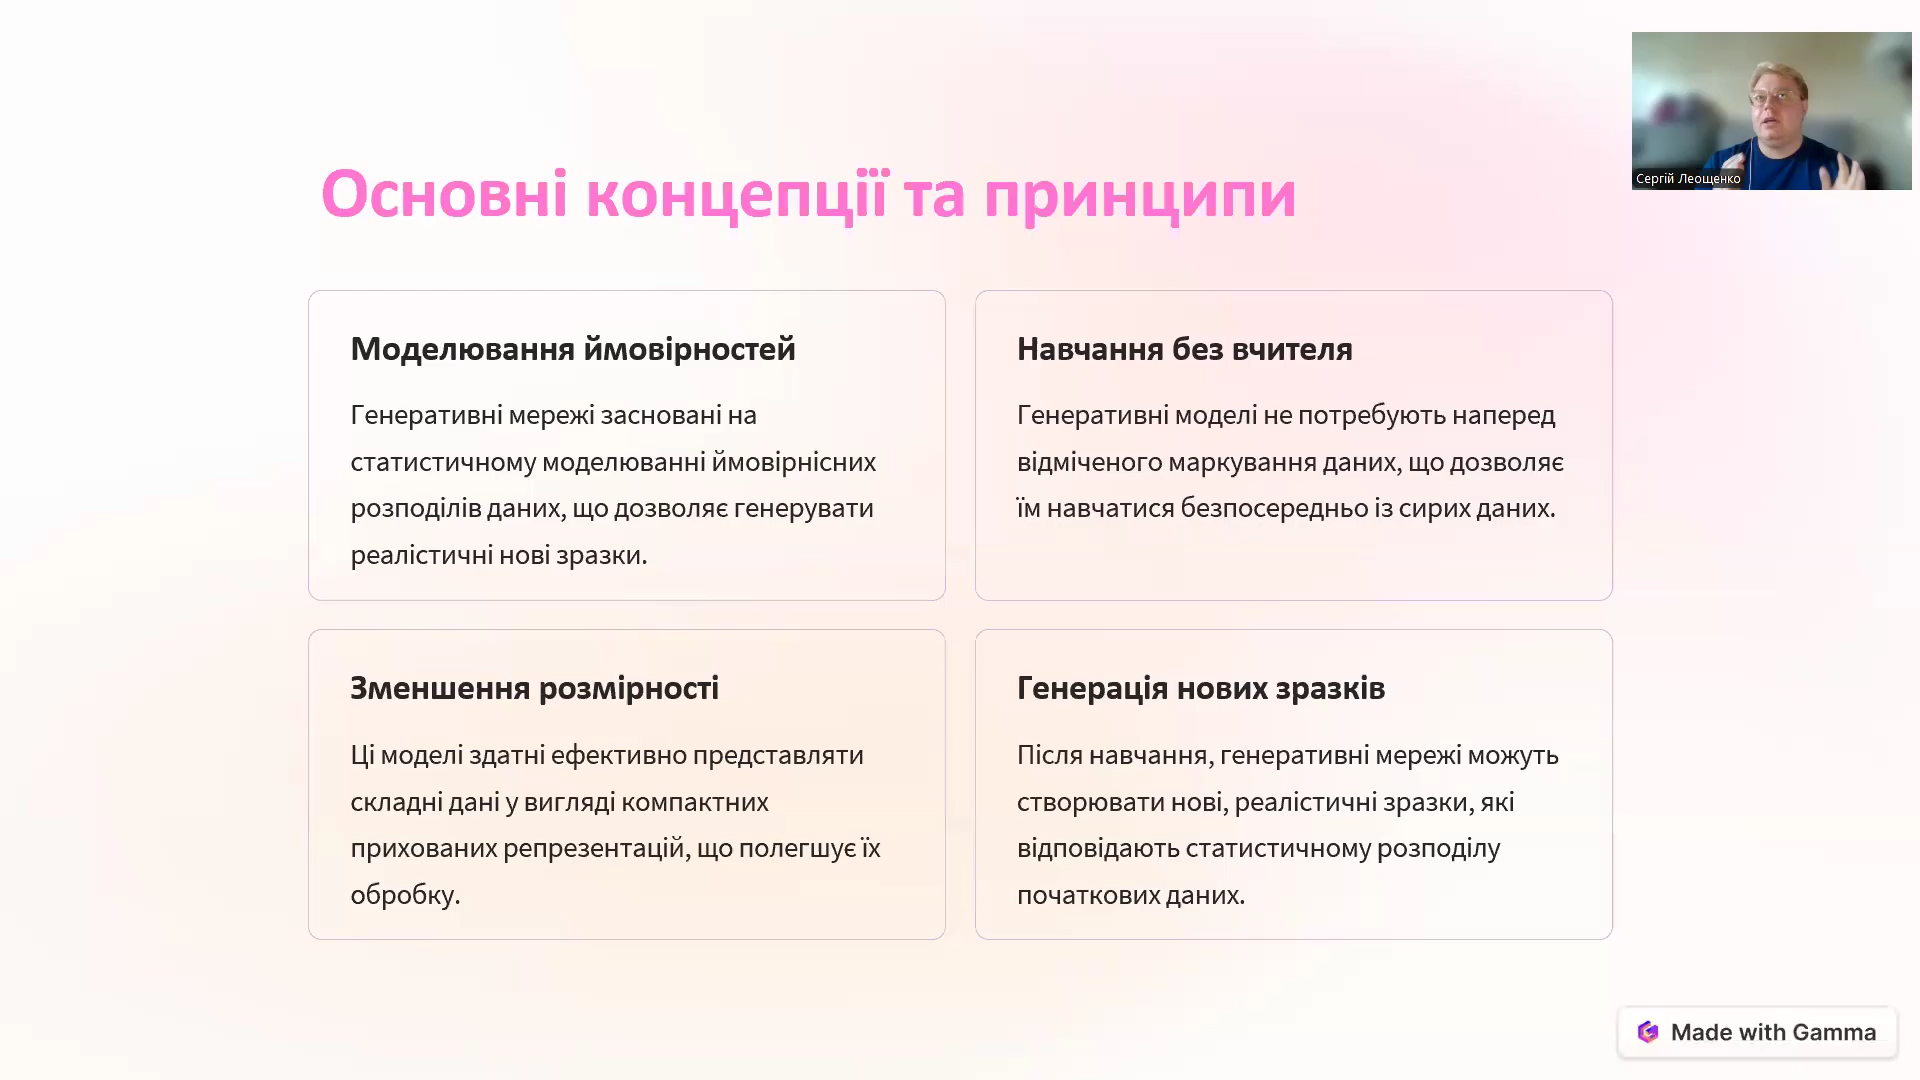 Сергій Леощенко
Основні концепції та принципи
Моделювання ймовірностей
Генеративні мережі засновані на
статистичному моделюванні ймовірнісних
розподілів даних, що дозволяє генерувати
реалістичні нові зразки.
Навчання без вчителя
Генеративні моделі не потребують наперед
відміченого маркування даних, що дозволяє
їм навчатися безпосередньо із сирих даних.
Зменшення розмірності
Ці моделі здатні ефективно представляти
складні дані у вигляді компактних
прихованих репрезентацій, що полегшує їх
обробку.
Генерація нових зразків
Після навчання, генеративні мережі можуть
створювати нові, реалістичні зразки, які
відповідають статистичному розподілу
початкових даних.
Made with Gamma